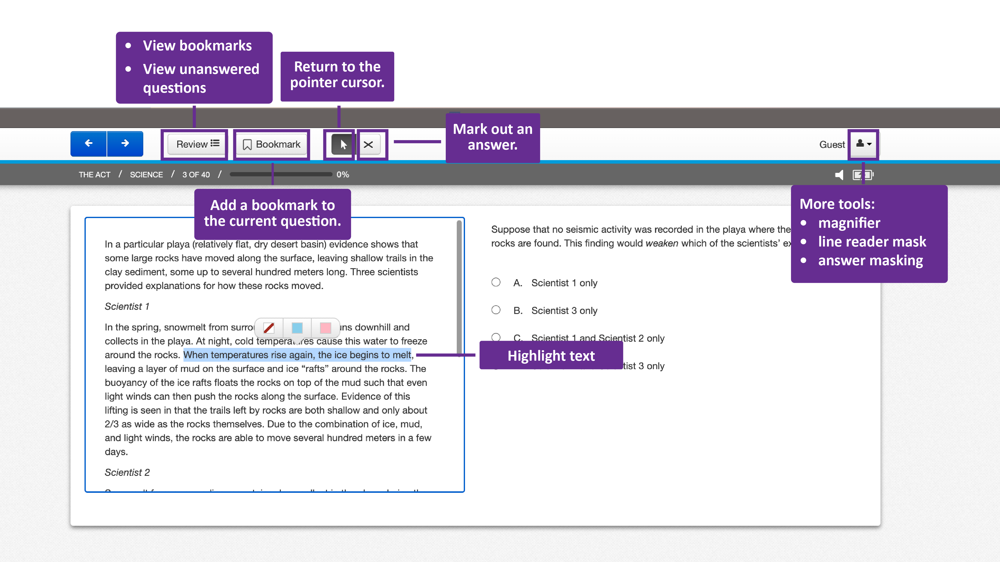 • View bookmarks
• View unanswered
questions
Return to the
pointer cursor.
Mark out an
answer.
Review
Bookmark
Guest
THE ACT / SCIENCE / 3 OF 40 / 0%
Add a bookmark to
the current question.
More tools:
• magnifier
• line reader mask
• answer masking
In a particular playa (relatively flat, dry desert basin) evidence shows that
some large rocks have moved along the surface, leaving shallow trails in the
clay sediment, some up to several hundred meters long. Three scientists
provided explanations for how these rocks moved.
Scientist 1
In the spring, snowmelt from downhill and
collects in the playa. At night, cold temperatures cause this water to freeze
around the rocks. When temperatures rise again, the ice begins to melt,
leaving a layer of mud on the surface and ice “rafts” around the rocks. The
buoyancy of the ice rafts floats the rocks on top of the mud such that even
light winds can then push the rocks along the surface. Evidence of this
lifting is seen in that the trails left by rocks are both shallow and only about
2/3 as wide as the rocks themselves. Due to the combination of ice, mud,
and light winds, the rocks are able to move several hundred meters in a few
days.
Scientist 2
Suppose that no seismic activity was recorded in the playa where the
rocks are found. This finding would weaken which of the scientists’
A. Scientist 1 only
B. Scientist 3 only
C. Scientist 1 and Scientist 2 only
Highlight text
3 only